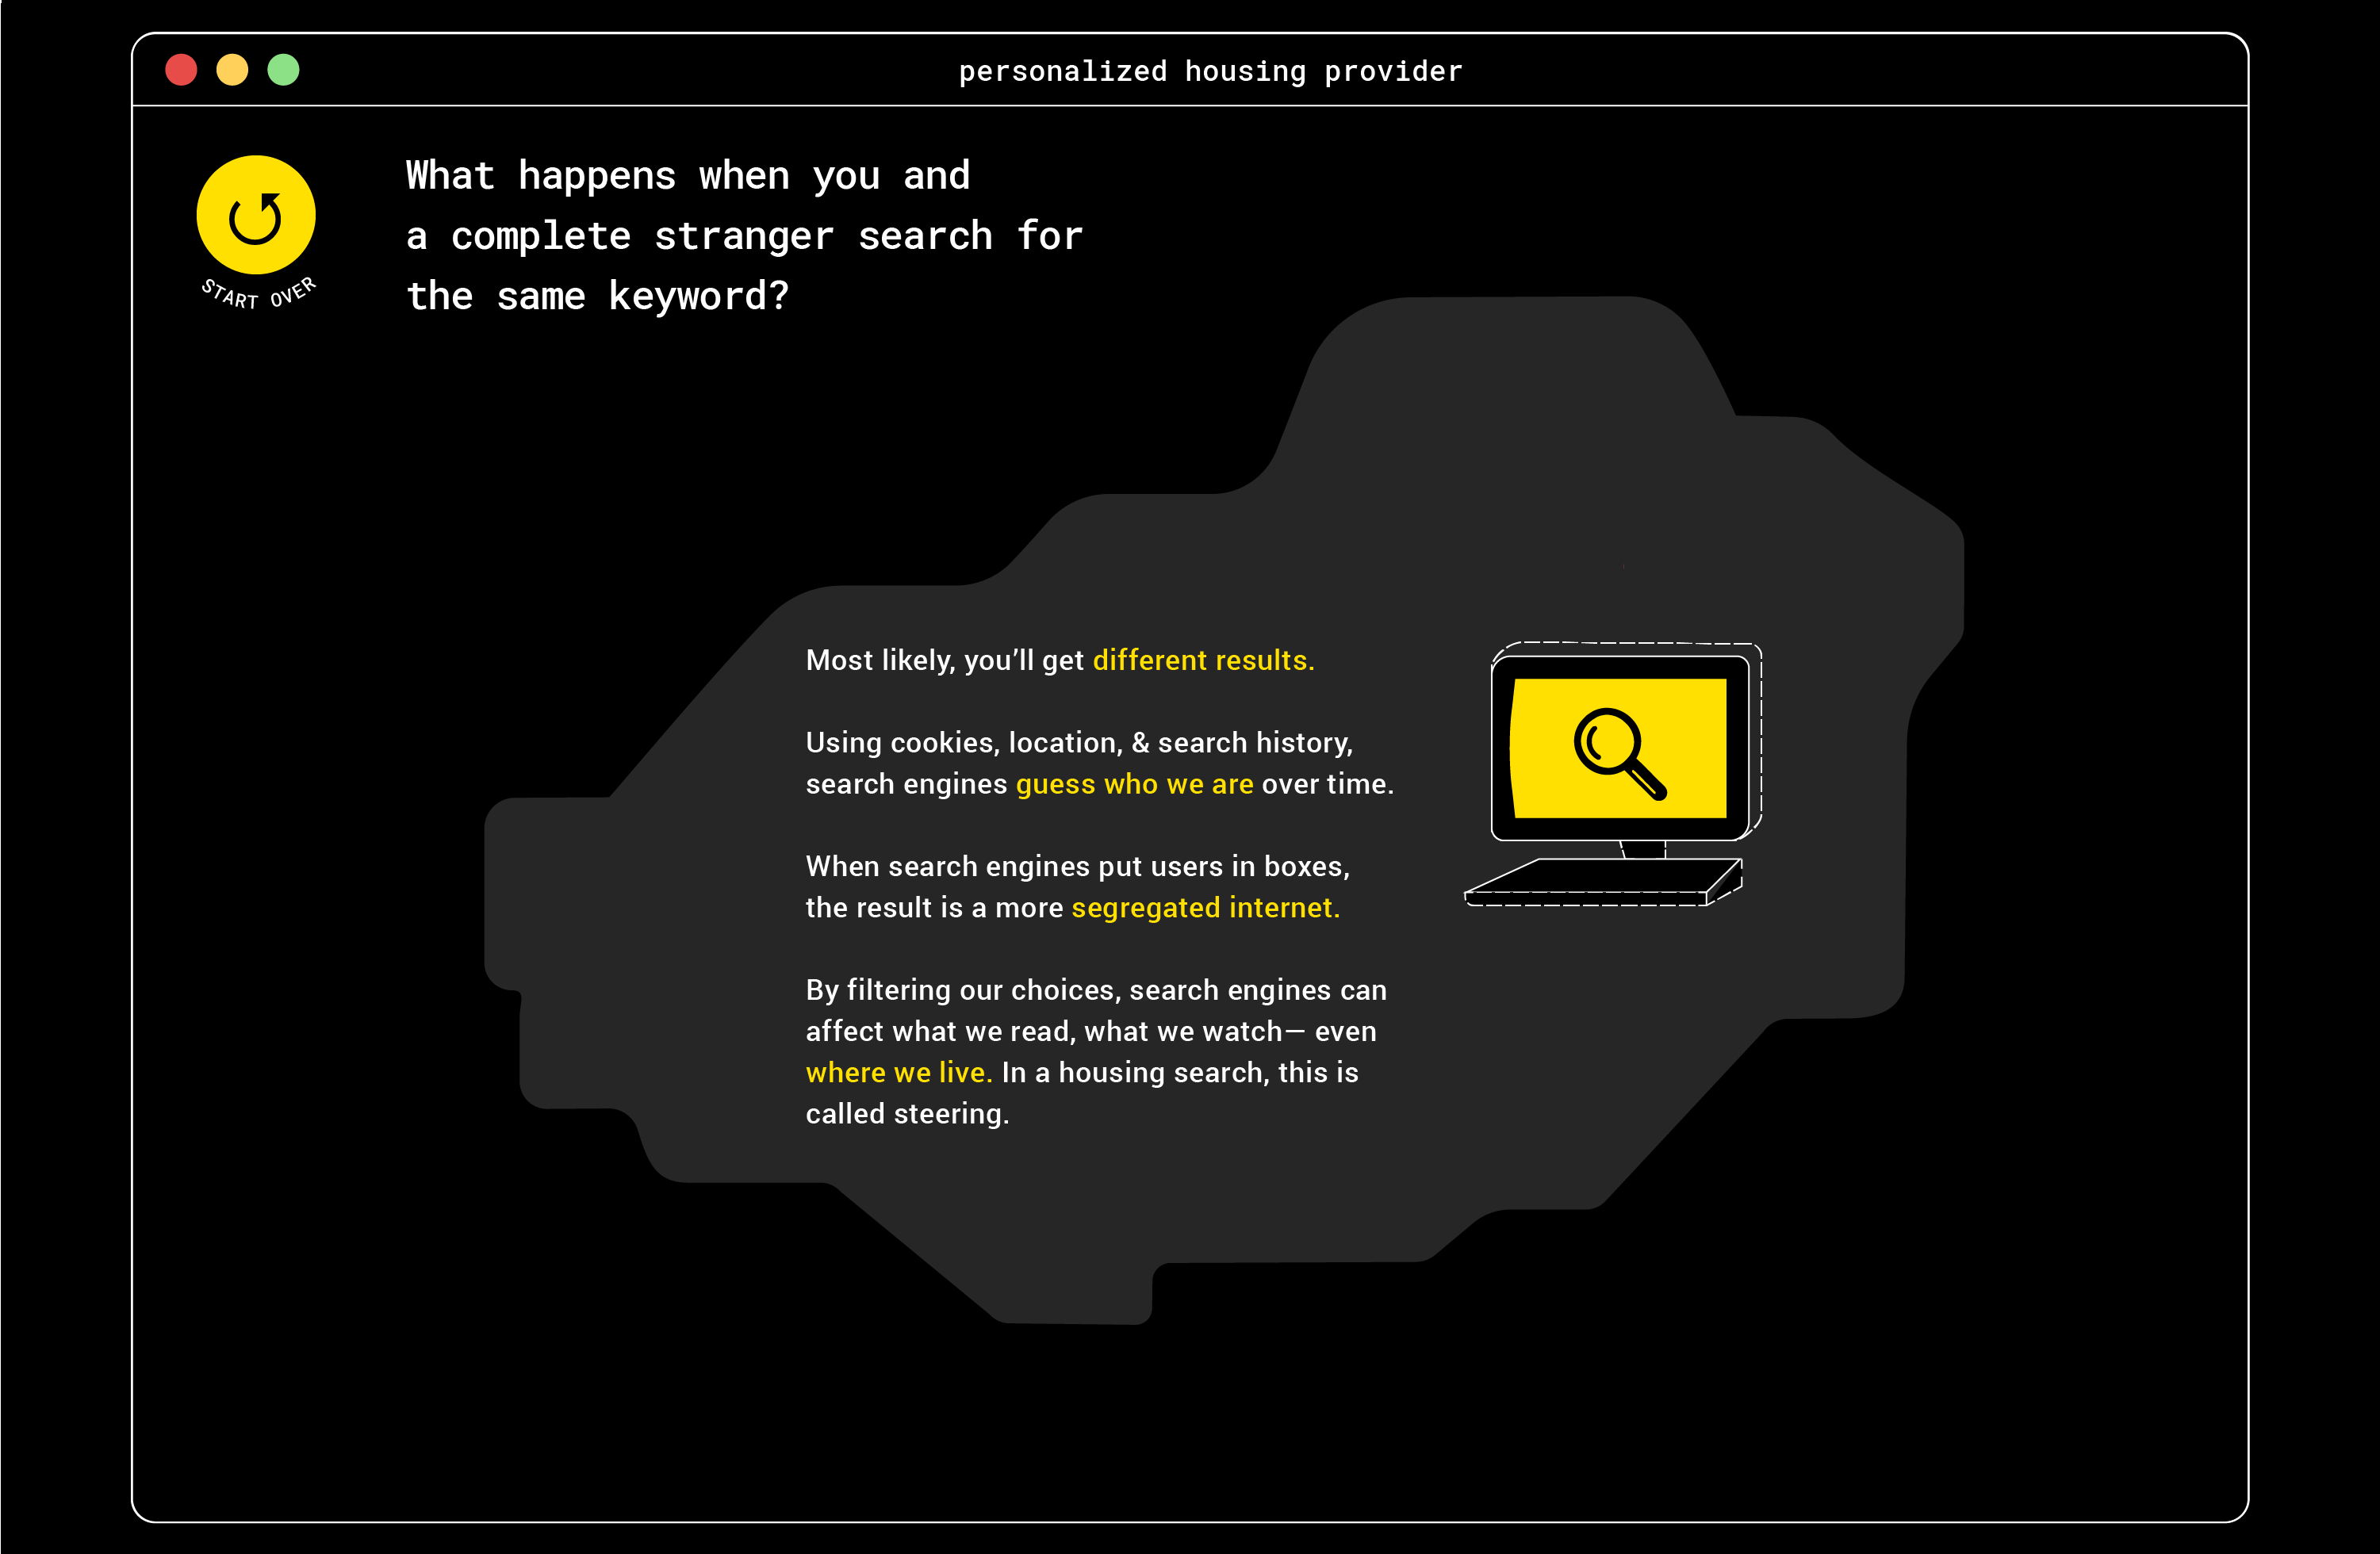 personalized housing provider
START OVER
What happens when you and
a complete stranger search for
the same keyword?
Most likely, you’ll get different results.
Using cookies, location, & search history,
search engines guess who we are over time.
When search engines put users in boxes,
the result is a more segregated internet.
By filtering our choices, search engines can
affect what we read, what we watch— even
where we live. In a housing search, this is
called steering.